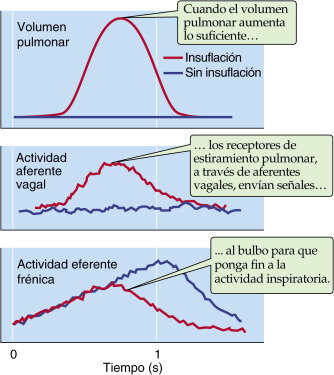 Volumen
pulmonar
Cuando el volumen
pulmonar aumenta
lo suficiente…
Insuflación
Sin insuflación
Actividad
aferente
vagal
… los receptores de
estiramiento pulmonar,
a través de aferentes
vagales, envían señales…
Actividad eferente
frénica
... al bulbo para que
ponga fin a la
actividad inspiratoria.
0
1
Tiempo (s)